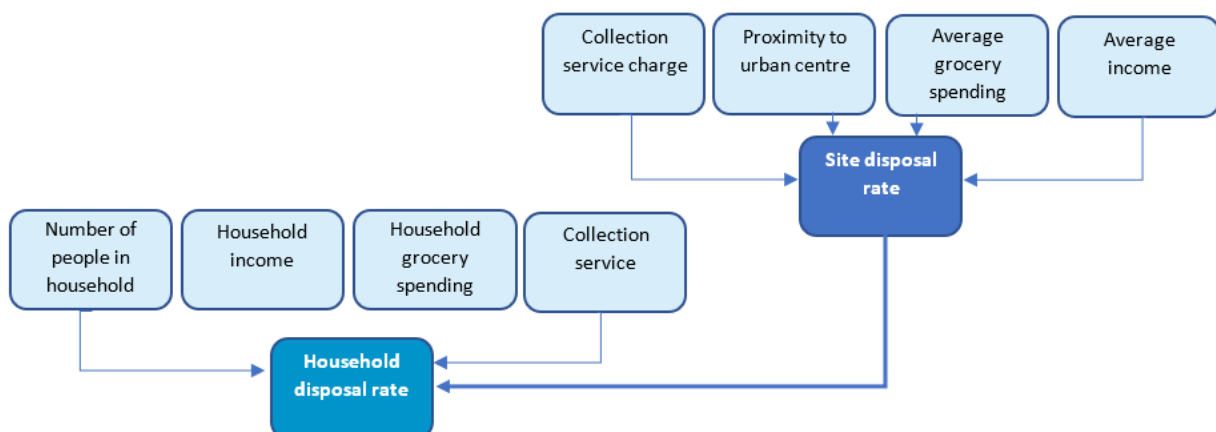 Collection
service charge
Proximity to
urban centre
Average
grocery
spending
Average
income
Site disposal
rate
Number of
people in
household
Household
income
Household
grocery
spending
Collection
service
Household
disposal rate